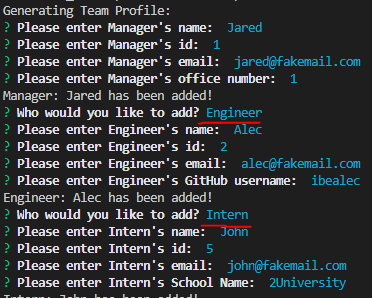 Generating Team Profile:
? Please enter Manager's name: Jared
? Please enter Manager's id: 1
? Please enter Manager's email: jared@fakemail.com
? Please enter Manager's office number: 1
Manager: Jared has been added!
? Who would you like to add? Engineer
? Please enter Engineer's name: Alec
? Please enter Engineer's id: 2
? Please enter Engineer's email: alec@fakemail.com
? Please enter Engineer's GitHub username: ibealec
Engineer: Alec has been added!
? Who would you like to add? Intern
? Please enter Intern's name: John
? Please enter Intern's id: 5
? Please enter Intern's email: john@fakemail.com
? Please enter Intern's School Name: 2University
Intern: John has been added!